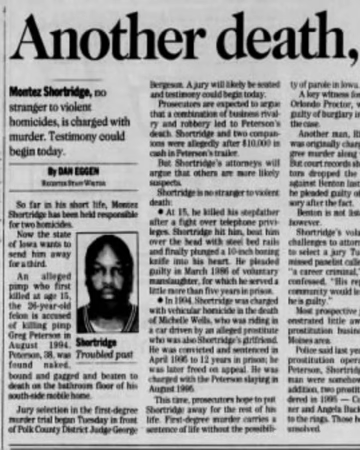 Another death,
Montez Shortridge, no
stranger to violent
homicides, is charged with
murder. Testimony could
begin today.
By DAN EGGEN
REGISTER STAFF WRITER
So far in his short life, Montez
Shortridge has been held responsible
for two homicides.
Now the state
of Iowa wants to
send him away
for a third.
An alleged
pimp who first
killed at age 15,
the 26-year-old
felon is accused
of killing pimp
Greg Peterson in
August 1994.
Peterson, 38, was
found naked,
bound and gagged and beaten to
death on the bathroom floor of his
south-side mobile home.
Jury selection in the first-degree
murder trial began Tuesday in front
of Polk County District Judge George
Shortridge
Troubled past
Bergeson. A jury will likely be seated
and testimony could begin today.
Prosecutors are expected to argue
that a combination of business rival-
ry and robbery led to Peterson's
death. Shortridge and two compan-
ions were allegedly after $10,000 in
cash in Peterson's trailer.
But Shortridge's attorneys will
argue that others are more likely
suspects.
Shortridge is no stranger to violent
death:
● At 15, he killed his stepfather
after a fight over telephone privi-
leges. Shortridge hit him, beat him
over the head with steel bed rails
and finally plunged a 10-inch boning
knife into his heart. He pleaded
guilty in March 1986 of voluntary
manslaughter, for which he served a
little more than five years in prison.
● In 1994, Shortridge was charged
with vehicular homicide in the death
of Michelle Wells, who was riding in
a car driven by an alleged prostitute
who was also Shortridge's girlfriend.
He was convicted and sentenced in
April 1995 to 12 years in prison; he
was later freed on appeal. He was
charged with the Peterson slaying in
August 1995.
This time, prosecutors hope to put
Shortridge away for the rest of his
life. First-degree murder carries a
sentence of life without the possibili-
ty of parole in Iowa.
A key witness for
Orlando Proctor,
guilty of burglary in
the case.
Another man,
was originally charg
gree murder along
But court records sh
tors dropped the
against Benton last
he pleaded guilty
sory after the fact.
Benton is not
however.
Shortridge's
challenges to
to select a jury Tu
missed panelist
"a career criminal,"
confessed. "His rep
community would
he is guilty."
Most prospective
onstrated little
prostitution busin
Moines area.
Police said last
prostitution oper
Peterson, Shortrid
man were
addition, two prostit
dered in 1993 — C
ner and Angela
to the rings. Those
unsolved.